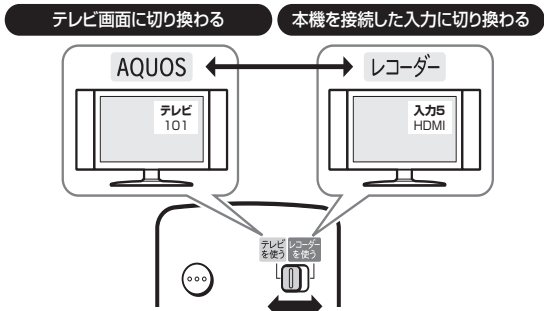 テレビ画面に切り換わる
本機を接続した入力に切り換わる
AQUOS
レコーダー
テレビ
101
入力5
HDMI
テレビ
を使う
レコーダー
を使う